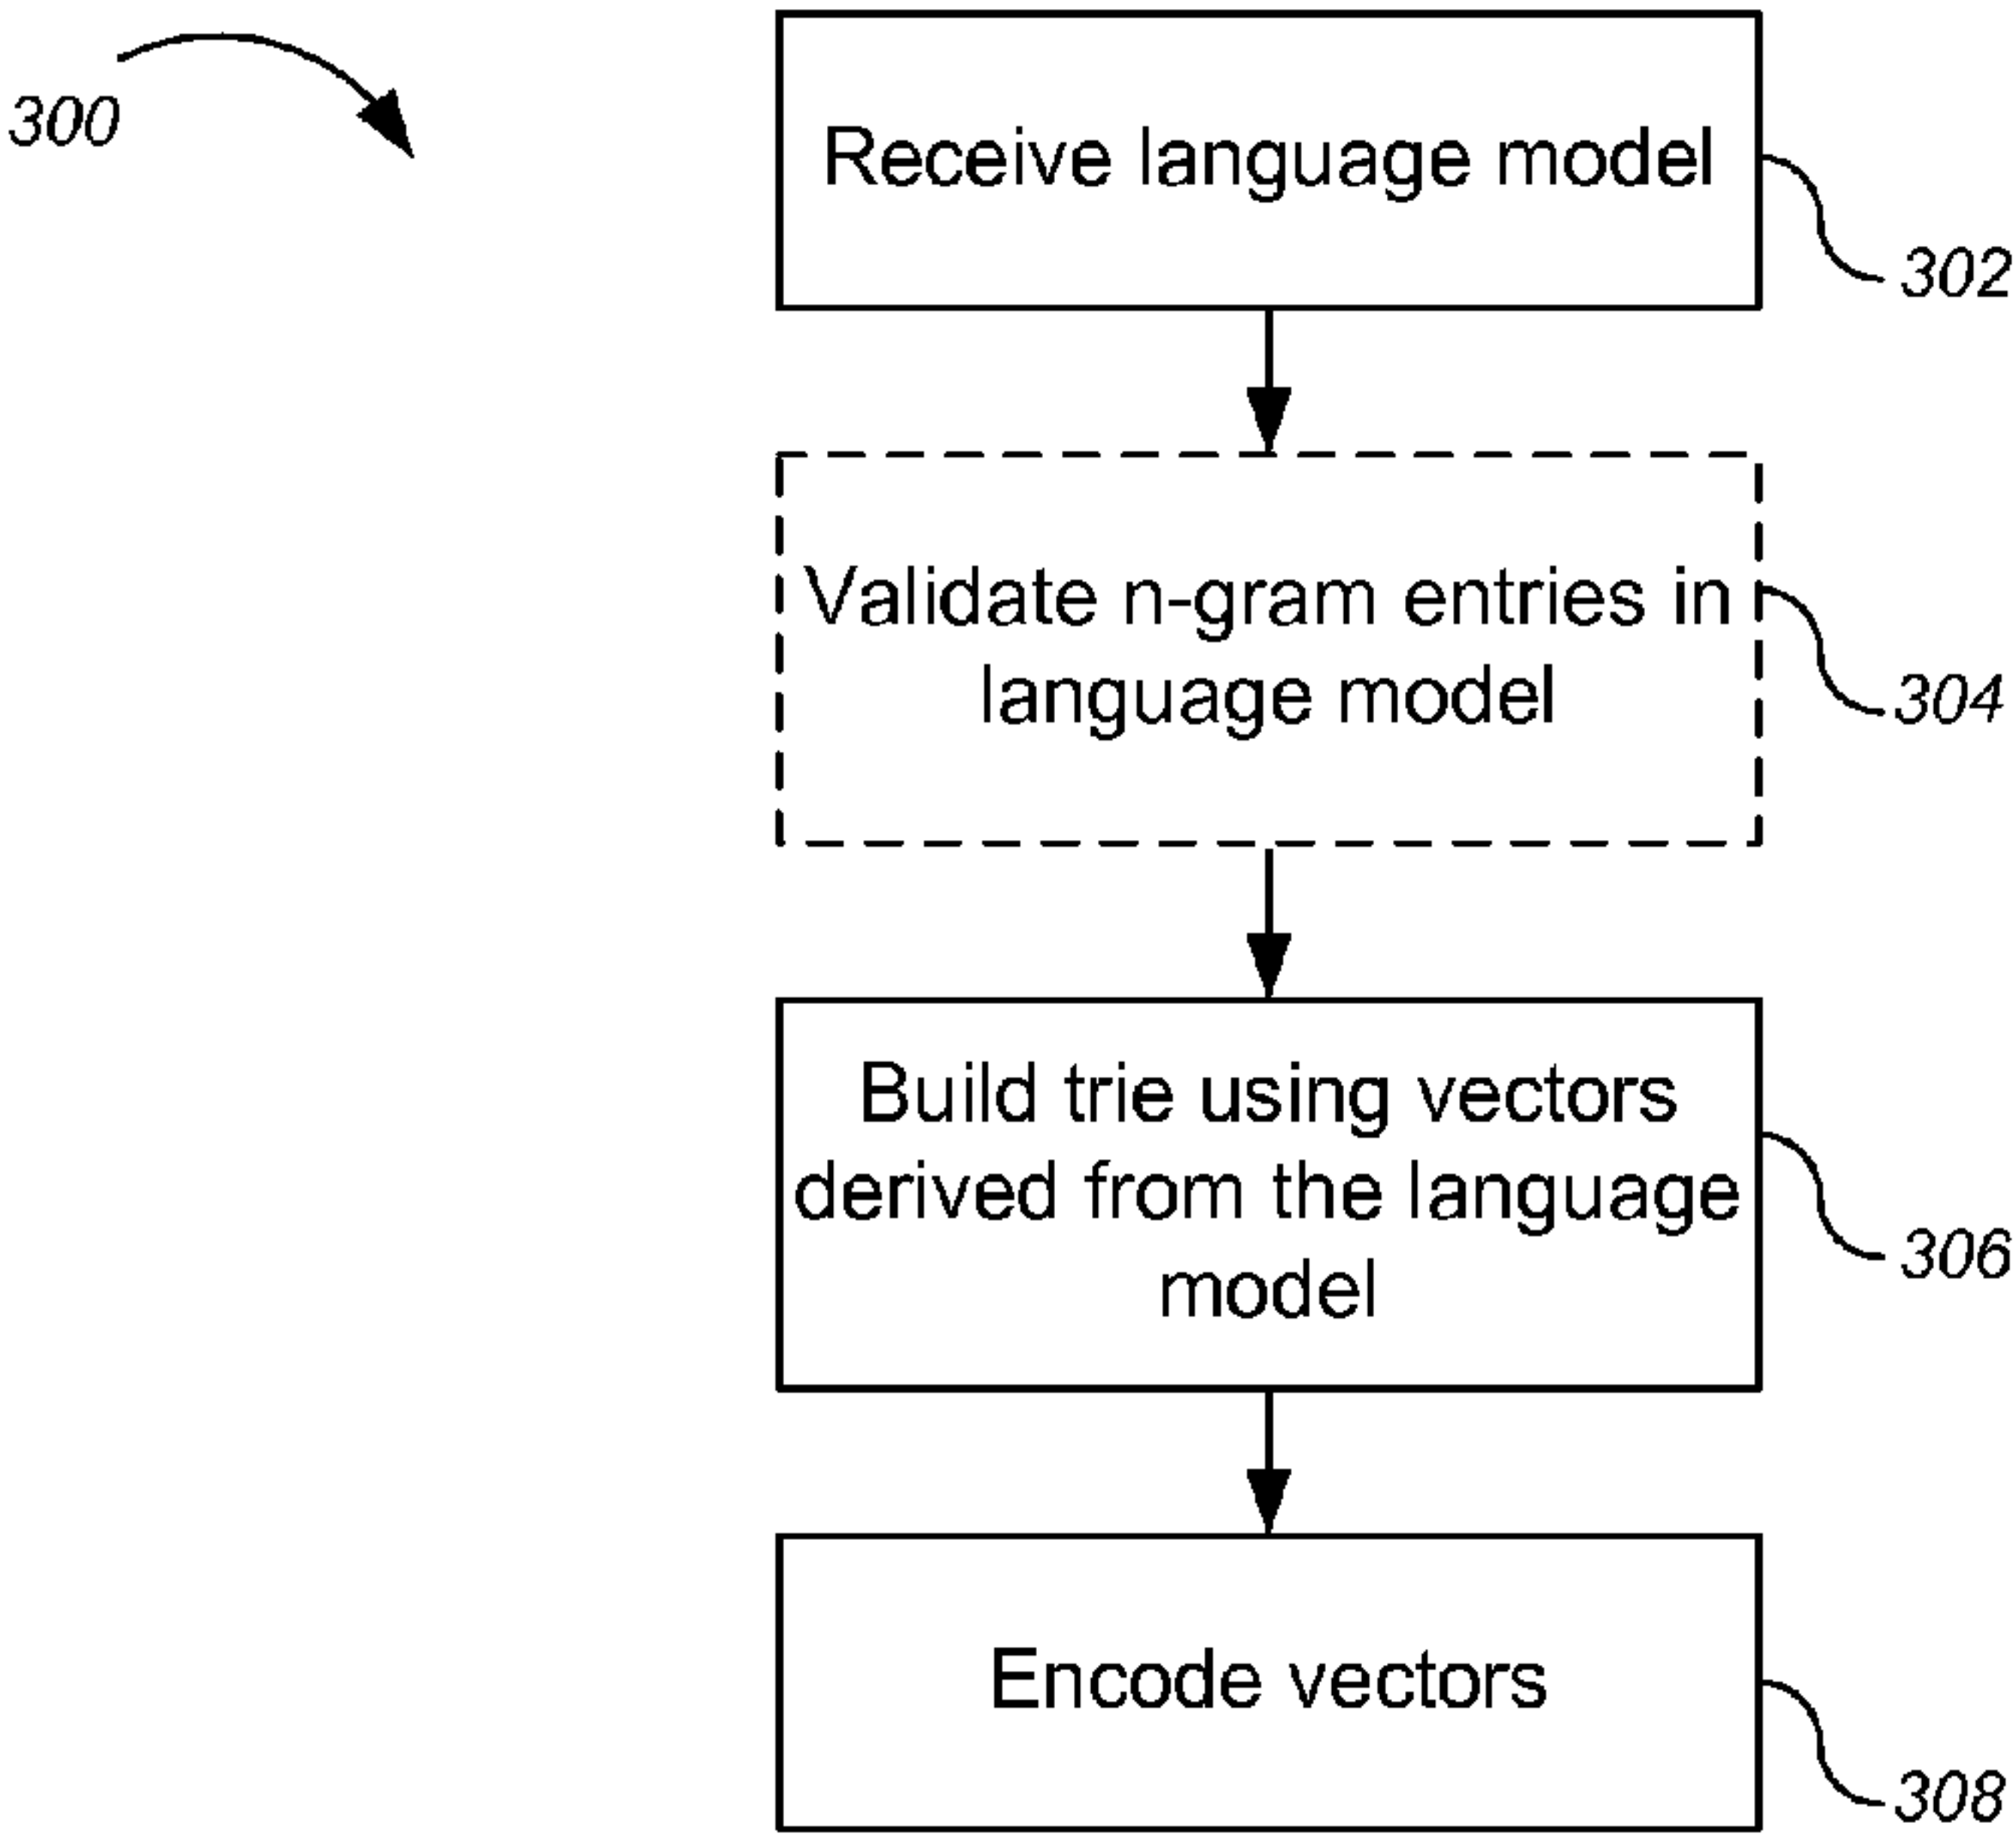 300
Receive language model
302
Validate n-gram entries in
language model
304
Build trie using vectors
derived from the language
model
306
Encode vectors
308